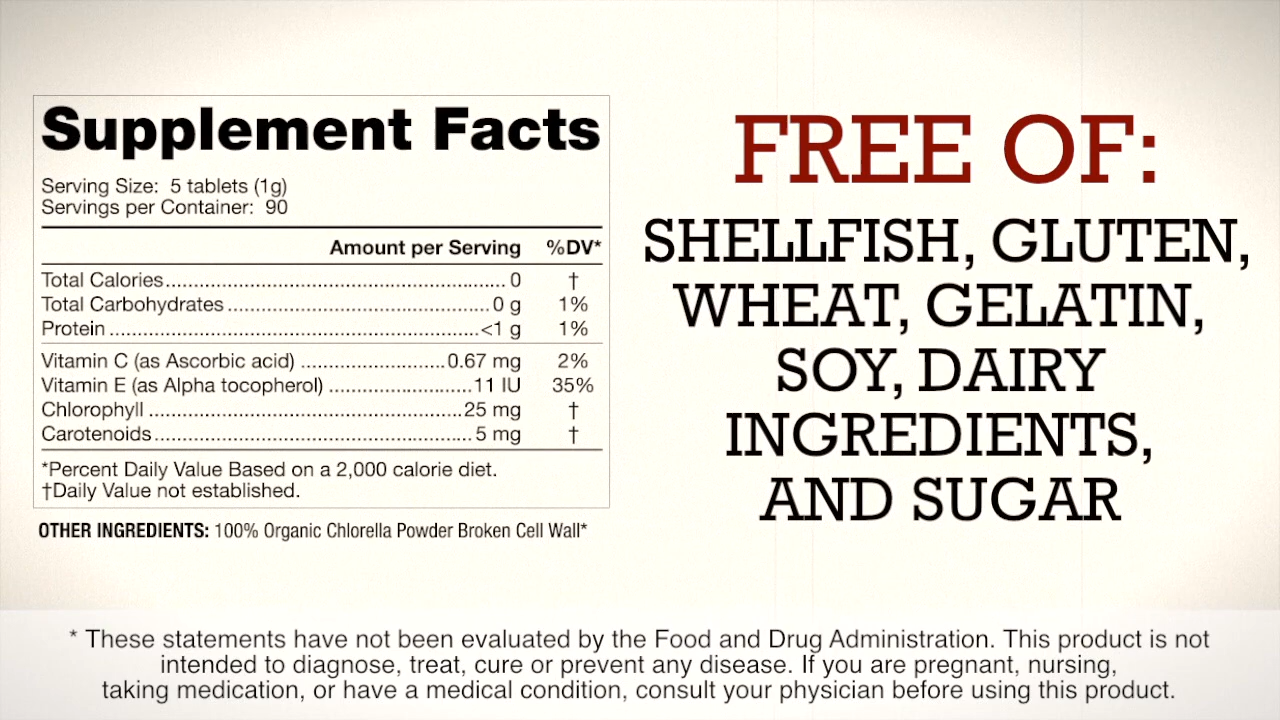 Supplement Facts
Serving Size: 5 tablets (1g)
Servings per Container: 90
Amount per Serving %DV*
Total Calories 0 †
Total Carbohydrates 0 g 1%
Protein <1 g 1%
Vitamin C (as Ascorbic acid) 0.67 mg 2%
Vitamin E (as Alpha tocopherol) 11 IU 35%
Chlorophyll 25 mg †
Carotenoids 5 mg †
*Percent Daily Value Based on a 2,000 calorie diet.
†Daily Value not established.
OTHER INGREDIENTS: 100% Organic Chlorella Powder Broken Cell Wall*
FREE OF:
SHELLFISH, GLUTEN,
WHEAT, GELATIN,
SOY, DAIRY
INGREDIENTS,
AND SUGAR
* These statements have not been evaluated by the Food and Drug Administration. This product is not
intended to diagnose, treat, cure or prevent any disease. If you are pregnant, nursing,
taking medication, or have a medical condition, consult your physician before using this product.